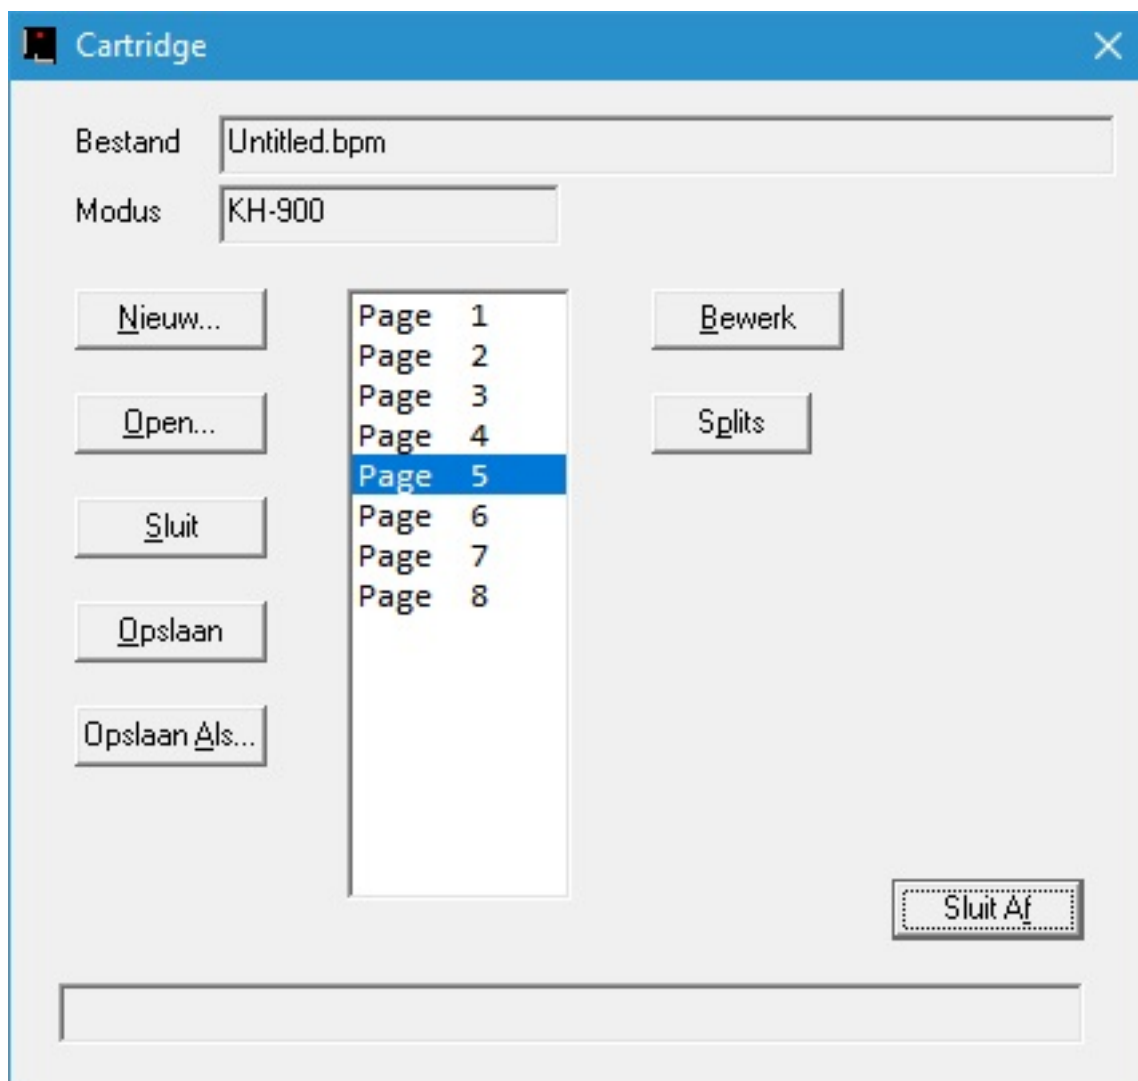 Cartridge
Bestand Untitled.bpm
Modus KH-900
Nieuw...
Open...
Sluit
Opslaan
Opslaan Als...
Page 1
Page 2
Page 3
Page 4
Page 5
Page 6
Page 7
Page 8
Bewerk
Splits
Sluit Af